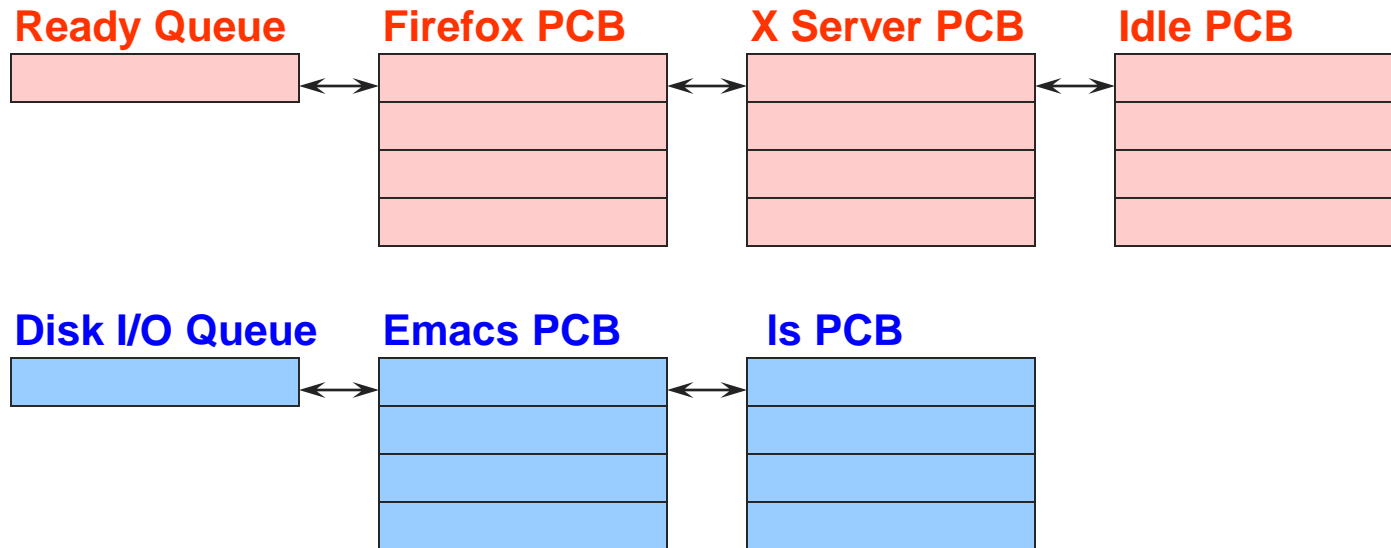 Ready Queue Firefox PCB X Server PCB Idle PCB
Disk I/O Queue Emacs PCB ls PCB